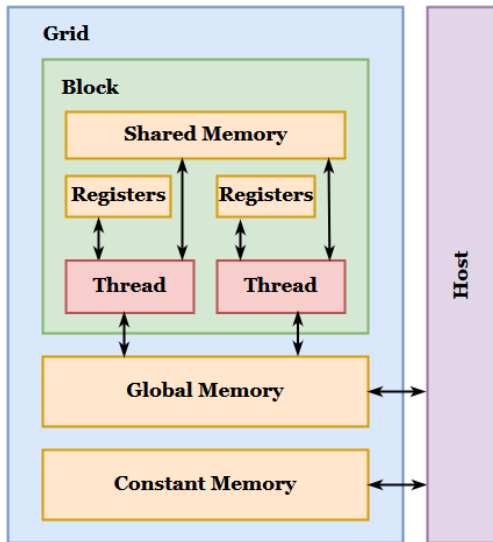 Grid
Block
Shared Memory
Registers
Registers
Thread
Thread
Global Memory
Constant Memory
Host